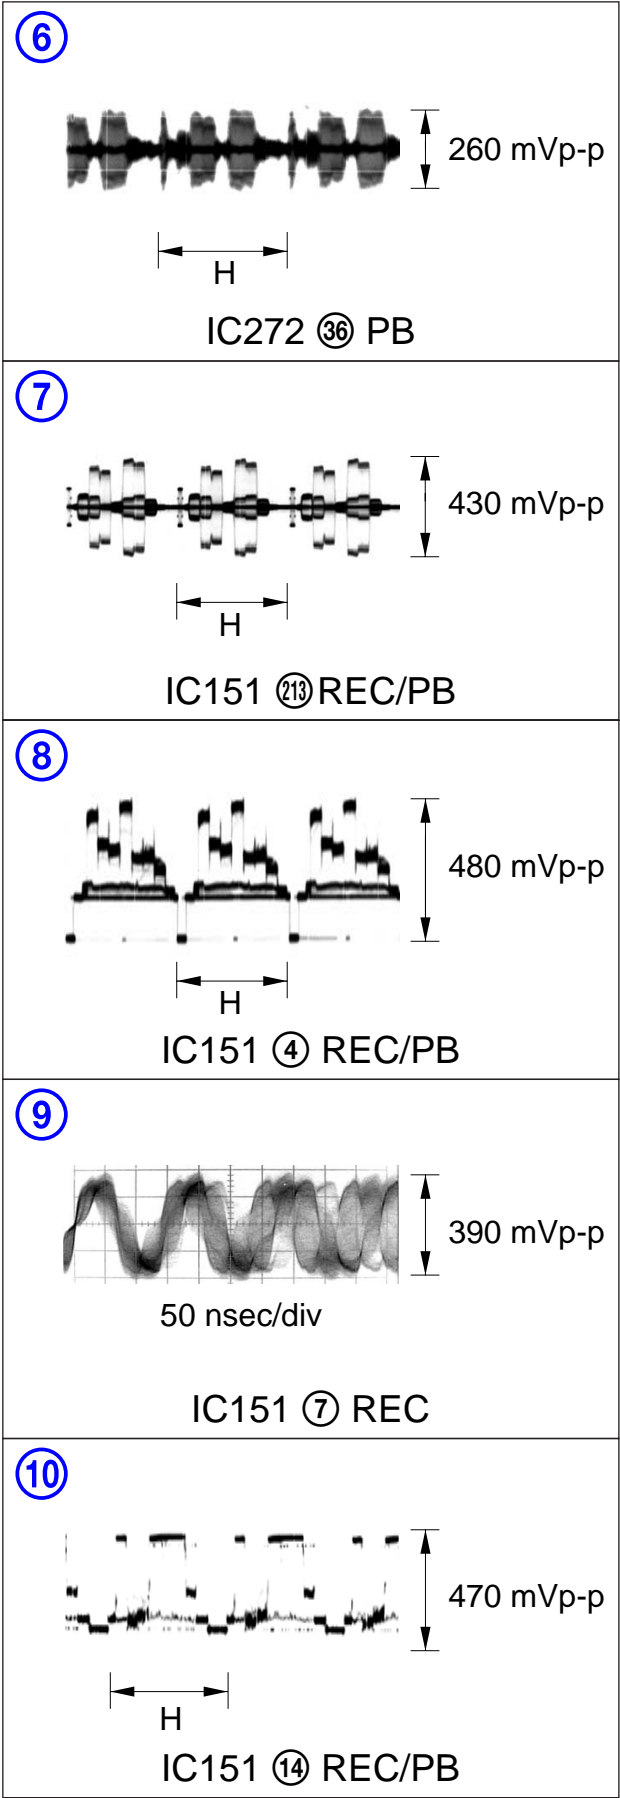 6
260 mVp-p
H
IC272 ㊱ PB
7
430 mVp-p
H
IC151 (213) REC/PB
8
480 mVp-p
H
IC151 ④ REC/PB
9
390 mVp-p
50 nsec/div
IC151 ⑦ REC
10
470 mVp-p
H
IC151 ⑭ REC/PB